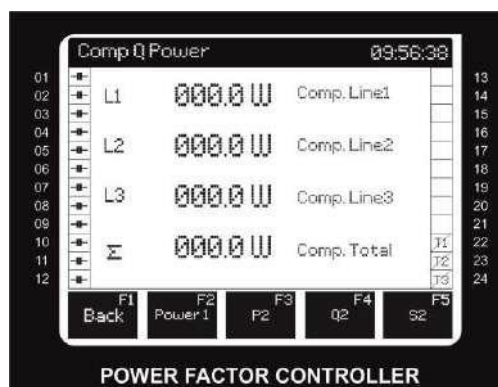 Comp Q Power 09:56:38
01 13
02 L1 000.0 W Comp. Line1 14
03 15
04 16
05 L2 000.0 W Comp. Line2 17
06 18
07 19
08 L3 000.0 W Comp. Line3 20
09 21
10 Σ 000.0 W Comp. Total T1 22
11 T2 23
12 T3 24
F1 F2 F3 F4 F5
Back Power1 P2 Q2 S2
POWER FACTOR CONTROLLER